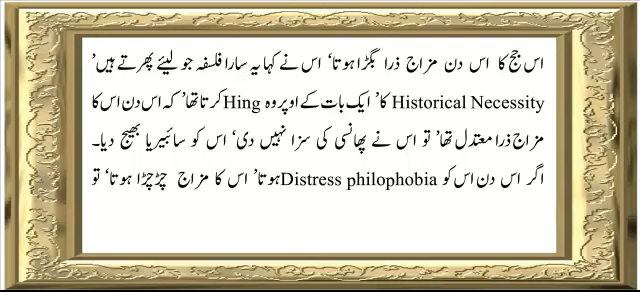 اس جج کا اس دن مزاج ذرا بگڑا ہوتا‘ اس نے کہا یہ سارا فلسفہ جو لیئے پھرتے ہیں’
Historical Necessity کا’ ایک بات کے اوپر وہ Hing کرتا تھا’ کہ اس دن اس کا
مزاج ذرا معتدل تھا’ تو اس نے پھانسی کی سزا نہیں دی‘ اس کو سائبیریا بھیج دیا۔
اگر اس دن اس کو Distress philophobia ہوتا’ اس کا مزاج چڑچڑا ہوتا‘ تو